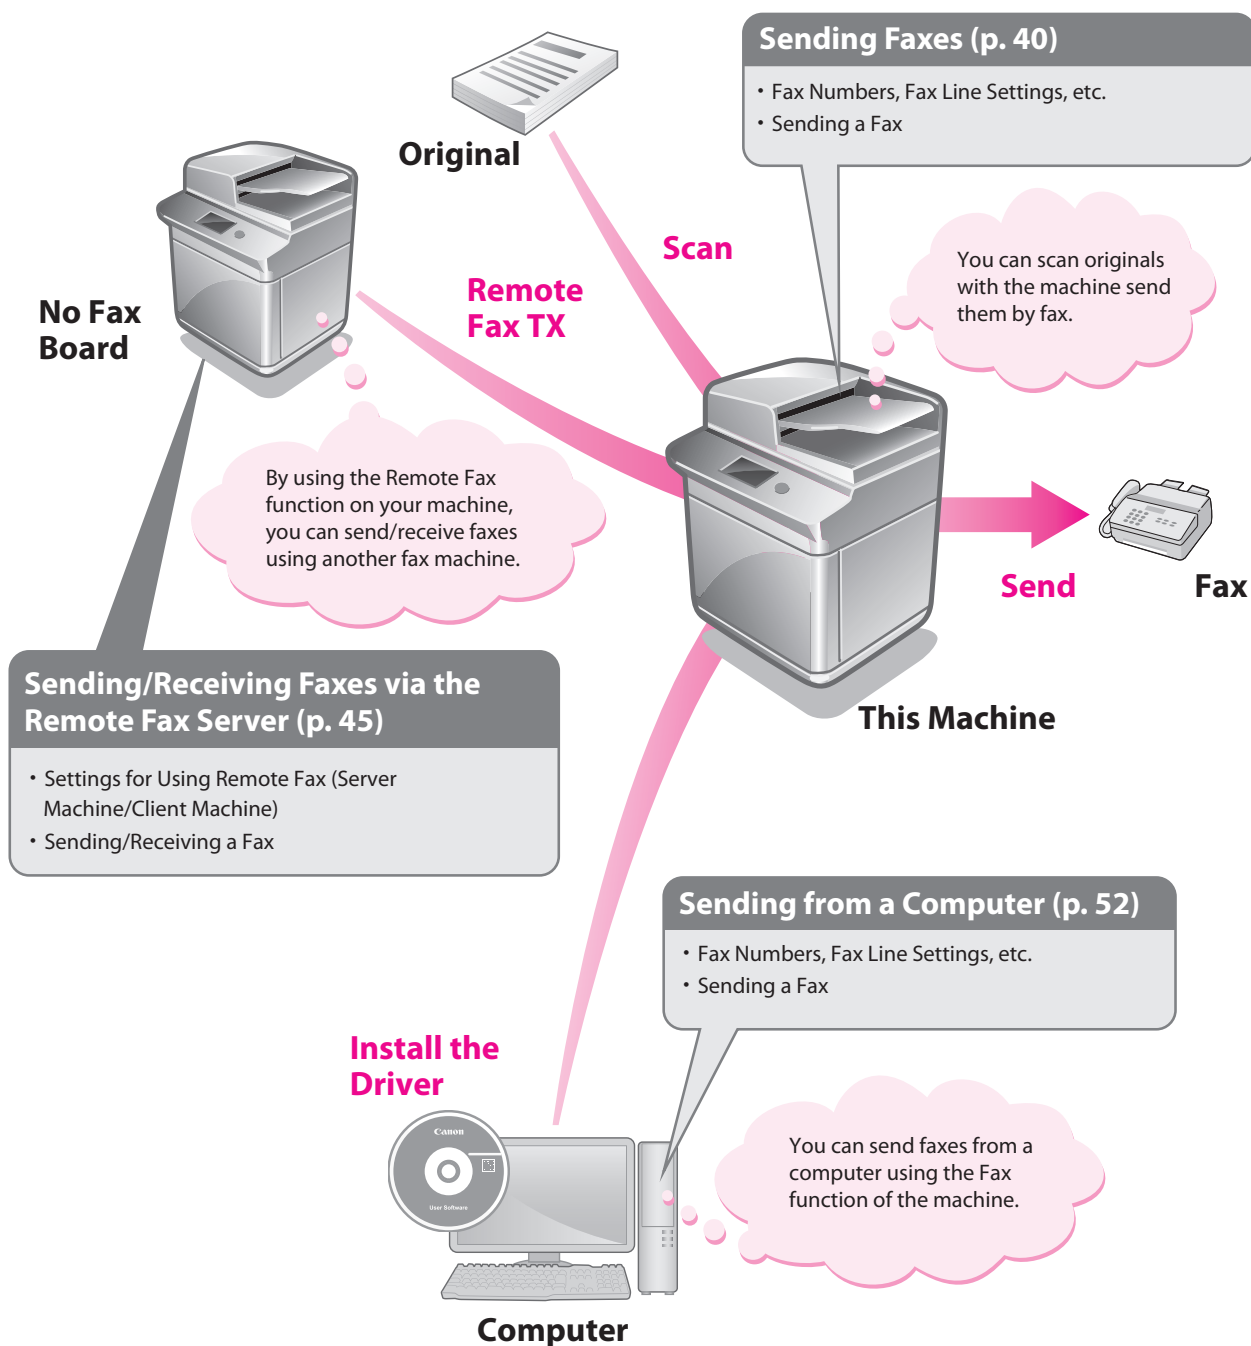 Sending Faxes (p. 40)
・Fax Numbers, Fax Line Settings, etc.
・Sending a Fax
Original
Scan
You can scan originals
with the machine send
them by fax.
Remote
Fax TX
No Fax
Board
By using the Remote Fax
function on your machine,
you can send/receive faxes
using another fax machine.
Send
Fax
This Machine
Sending/Receiving Faxes via the
Remote Fax Server (p. 45)
・Settings for Using Remote Fax (Server
Machine/Client Machine)
・Sending/Receiving a Fax
Sending from a Computer (p. 52)
・Fax Numbers, Fax Line Settings, etc.
・Sending a Fax
Install the
Driver
Canon
User Software
You can send faxes from a
computer using the Fax
function of the machine.
Computer